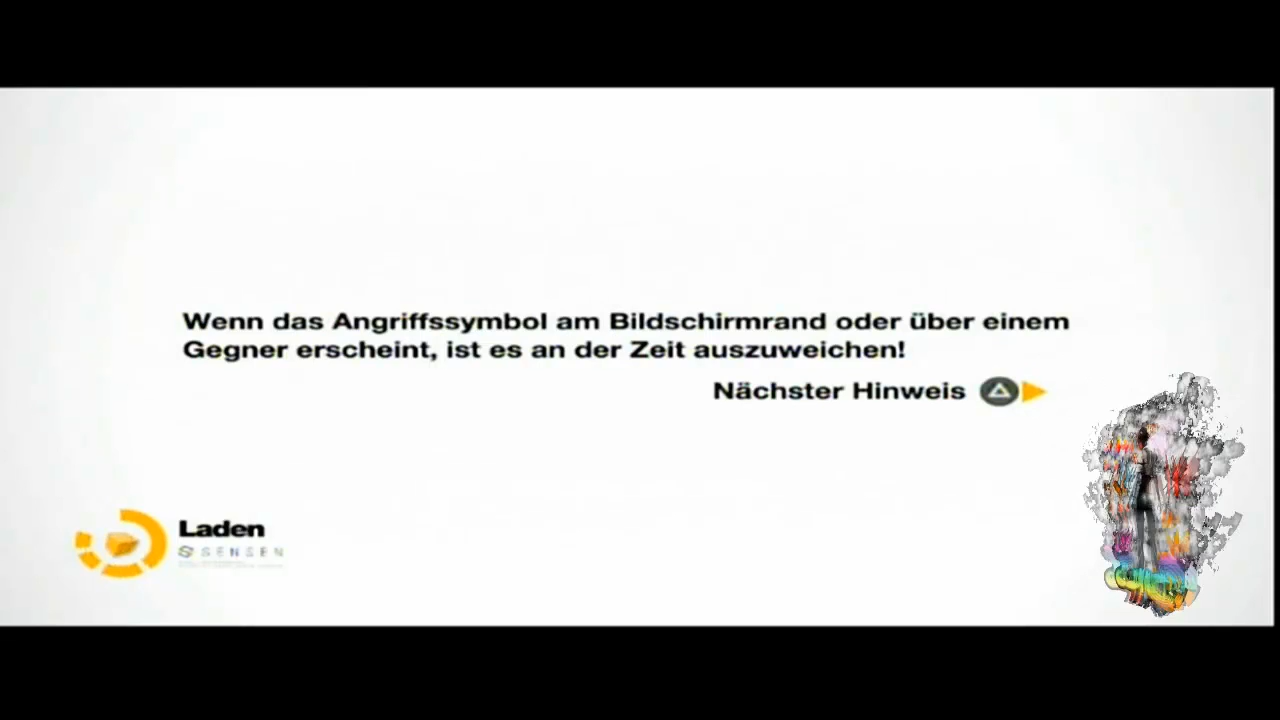 Wenn das Angriffssymbol am Bildschirmrand oder über einem
Gegner erscheint, ist es an der Zeit auszuweichen!
Nächster Hinweis
Laden
SENSEN